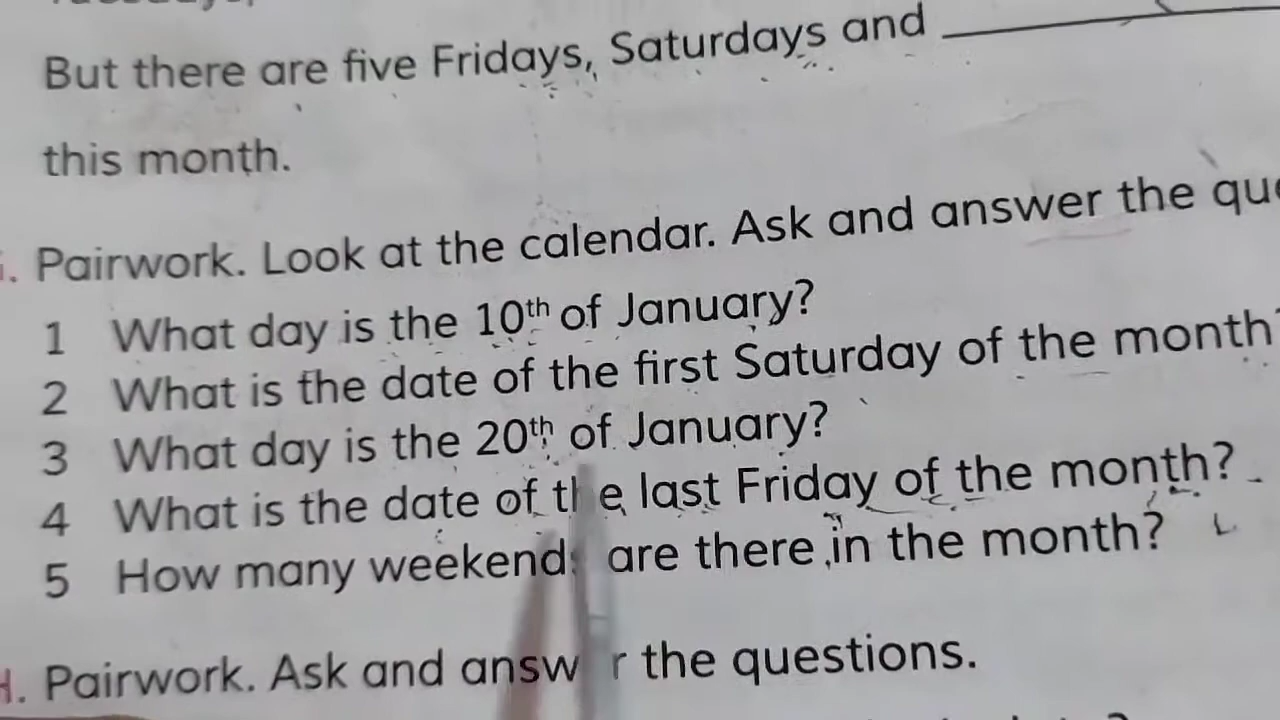 But there are five Fridays, Saturdays and
this month.
. Pairwork. Look at the calendar. Ask and answer the
1 What day is the 10th of January?
2 What is the date of the first Saturday of the month
3 What day is the 20th of January?
4 What is the date of the last Friday of the month?
5 How many weekends are there in the month?
H. Pairwork. Ask and answer the questions.